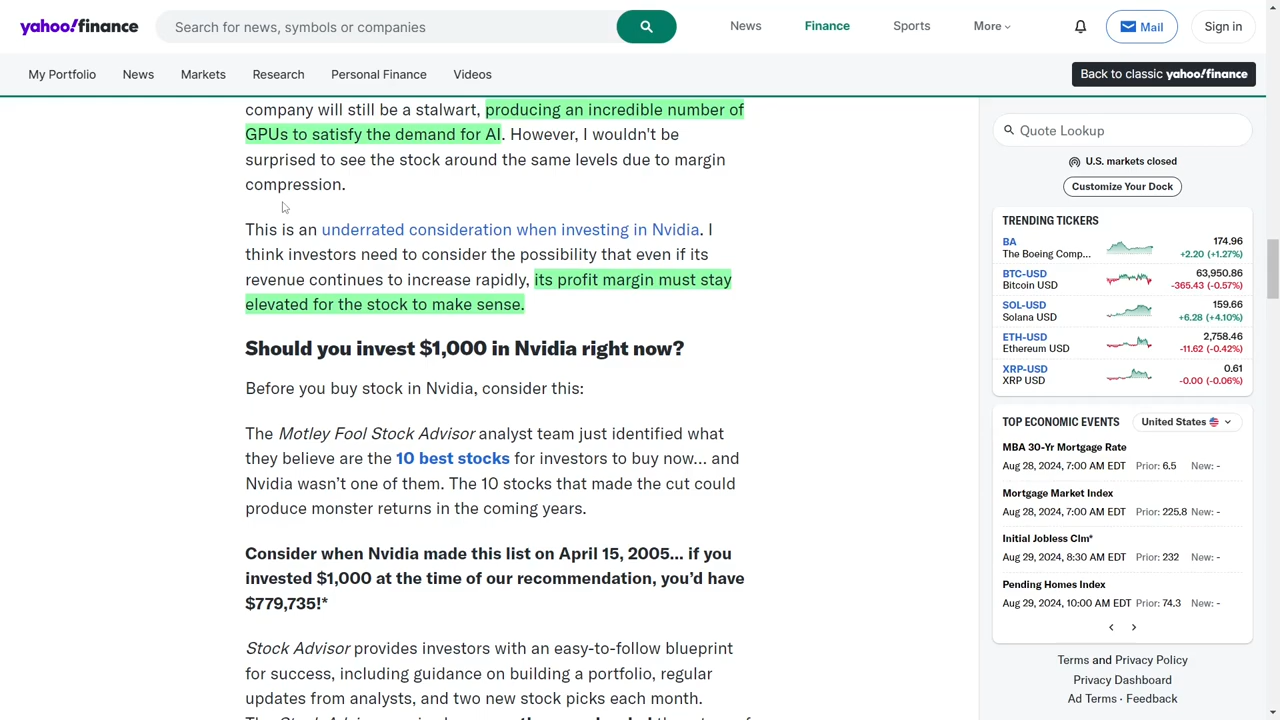 yahoo!finance
Search for news, symbols or companies
News
Finance
Sports
More
Mail
Sign in
My Portfolio
News
Markets
Research
Personal Finance
Videos
Back to classic yahoo!finance
company will still be a stalwart, producing an incredible number of
GPUs to satisfy the demand for AI. However, I wouldn't be
surprised to see the stock around the same levels due to margin
compression.
This is an underrated consideration when investing in Nvidia. I
think investors need to consider the possibility that even if its
revenue continues to increase rapidly, its profit margin must stay
elevated for the stock to make sense.
Should you invest $1,000 in Nvidia right now?
Before you buy stock in Nvidia, consider this:
The Motley Fool Stock Advisor analyst team just identified what
they believe are the 10 best stocks for investors to buy now… and
Nvidia wasn’t one of them. The 10 stocks that made the cut could
produce monster returns in the coming years.
Consider when Nvidia made this list on April 15, 2005... if you
invested $1,000 at the time of our recommendation, you’d have
$779,735!*
Stock Advisor provides investors with an easy-to-follow blueprint
for success, including guidance on building a portfolio, regular
updates from analysts, and two new stock picks each month.
Quote Lookup
U.S. markets closed
Customize Your Dock
TRENDING TICKERS
BA 174.96
The Boeing Comp... +2.20 (+1.27%)
BTC-USD 63,950.86
Bitcoin USD -365.43 (-0.57%)
SOL-USD 159.66
Solana USD +6.28 (+4.10%)
ETH-USD 2,758.46
Ethereum USD -11.62 (-0.42%)
XRP-USD 0.61
XRP USD -0.00 (-0.06%)
TOP ECONOMIC EVENTS United States
MBA 30-Yr Mortgage Rate
Aug 28, 2024, 7:00 AM EDT Prior: 6.5 New: -
Mortgage Market Index
Aug 28, 2024, 7:00 AM EDT Prior: 225.8 New: -
Initial Jobless Clm*
Aug 29, 2024, 8:30 AM EDT Prior: 232 New: -
Pending Homes Index
Aug 29, 2024, 10:00 AM EDT Prior: 74.3 New: -
Terms and Privacy Policy
Privacy Dashboard
Ad Terms · Feedback